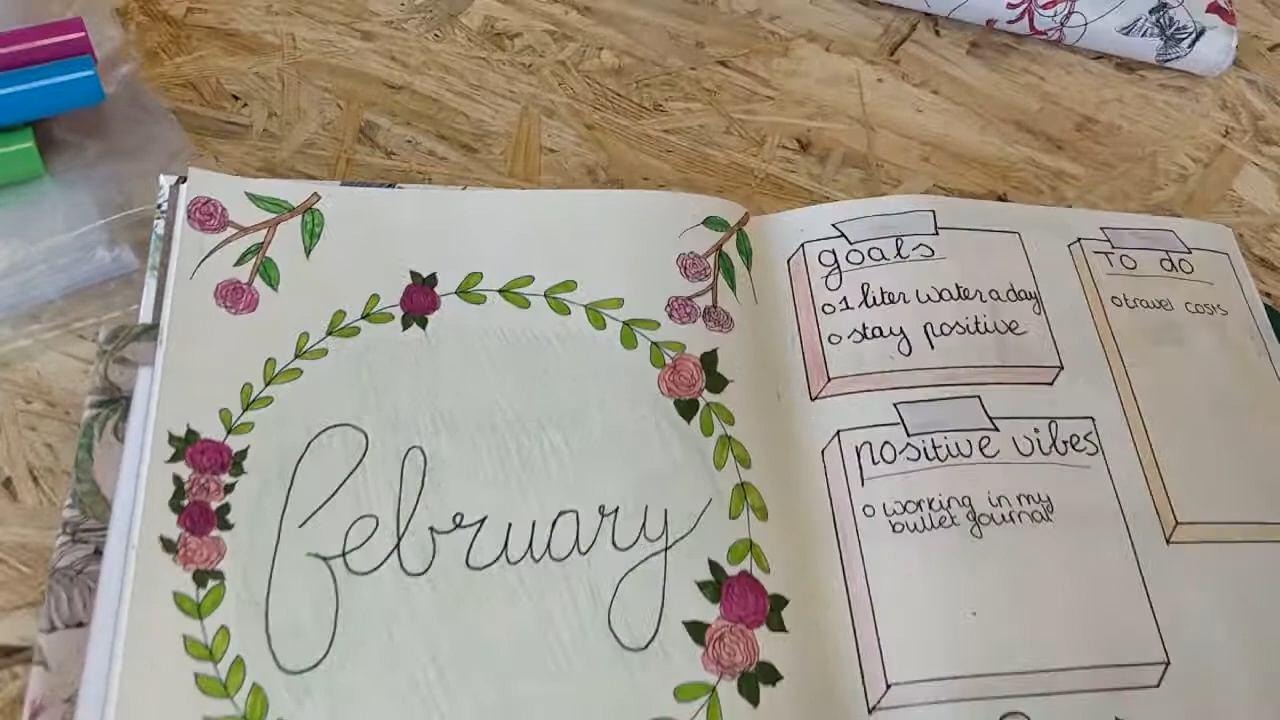 February
goals
o 1 liter water a day
o stay positive
positive vibes
o working in my
bullet journal
To do
o travel costs